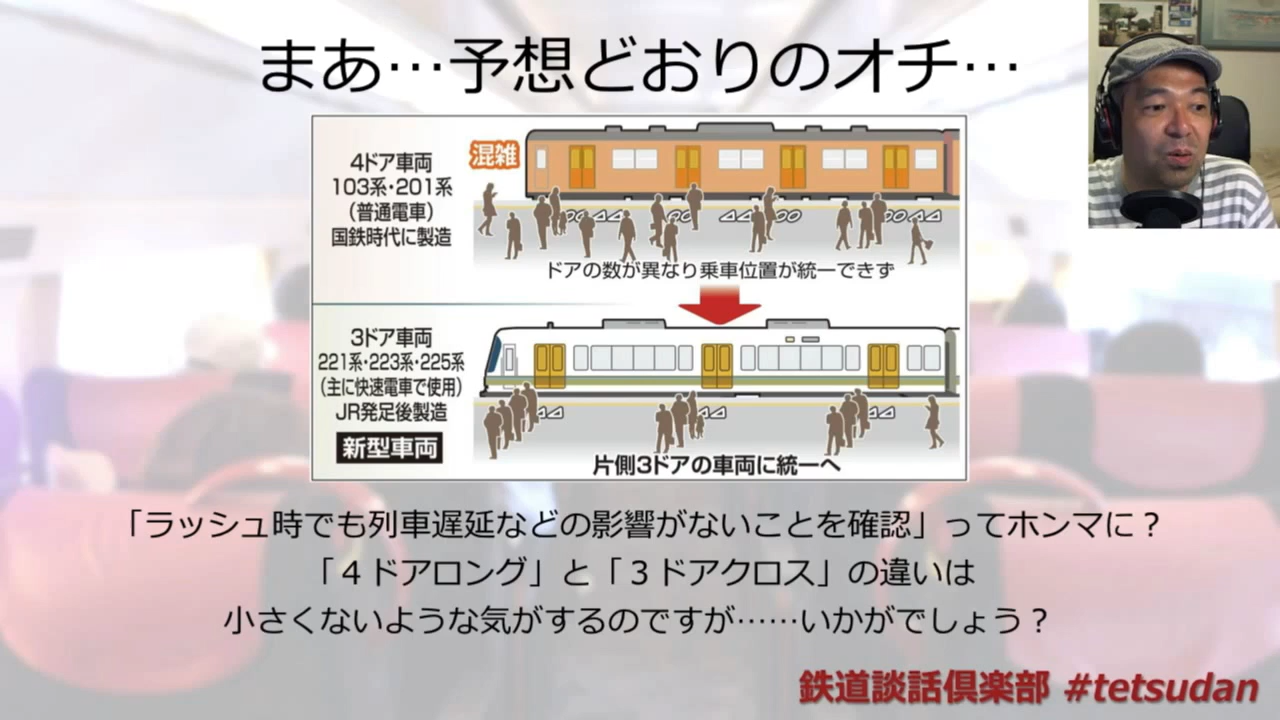 まあ…予想どおりのオチ…
4ドア車両
103系・201系
（普通電車）
国鉄時代に製造
混雑
ドアの数が異なり乗車位置が統一できず
3ドア車両
221系・223系・225系
（主に快速電車で使用）
JR発足後製造
新型車両
片側3ドアの車両に統一へ
「ラッシュ時でも列車遅延などの影響がないことを確認」ってホンマに？
「４ドアロング」と「３ドアクロス」の違いは
小さくないような気がするのですが……いかがでしょう？
鉄道談話倶楽部 #tetsudan